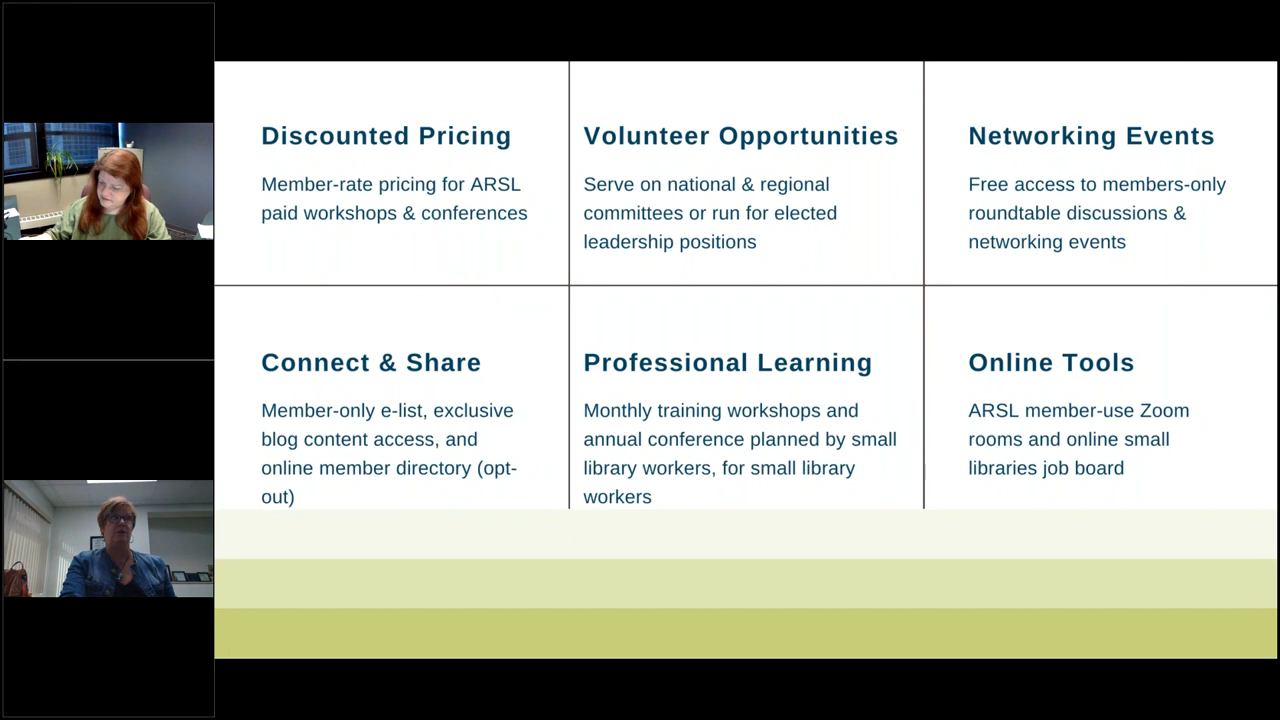 Discounted Pricing
Member-rate pricing for ARSL
paid workshops & conferences
Volunteer Opportunities
Serve on national & regional
committees or run for elected
leadership positions
Networking Events
Free access to members-only
roundtable discussions &
networking events
Connect & Share
Member-only e-list, exclusive
blog content access, and
online member directory (opt-
out)
Professional Learning
Monthly training workshops and
annual conference planned by small
library workers, for small library
workers
Online Tools
ARSL member-use Zoom
rooms and online small
libraries job board